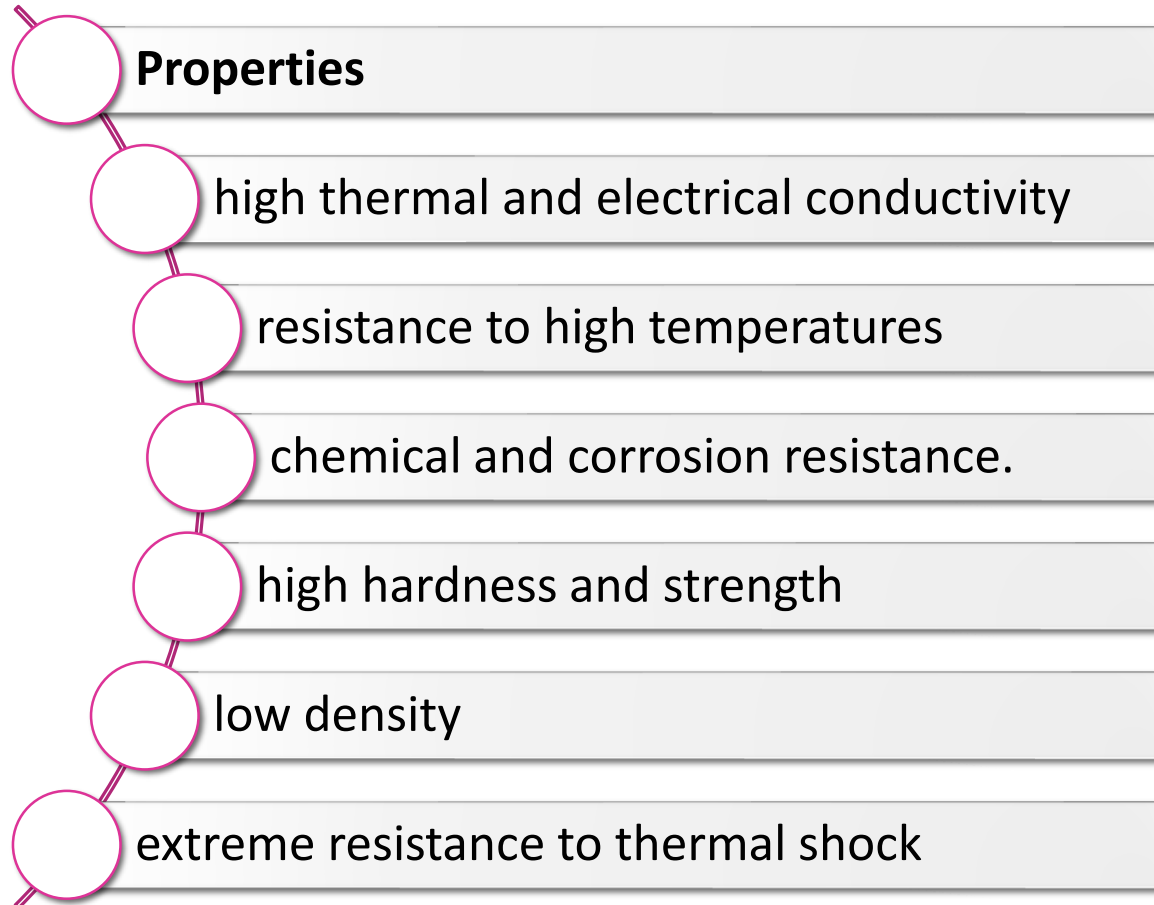 Properties
high thermal and electrical conductivity
resistance to high temperatures
chemical and corrosion resistance.
high hardness and strength
low density
extreme resistance to thermal shock